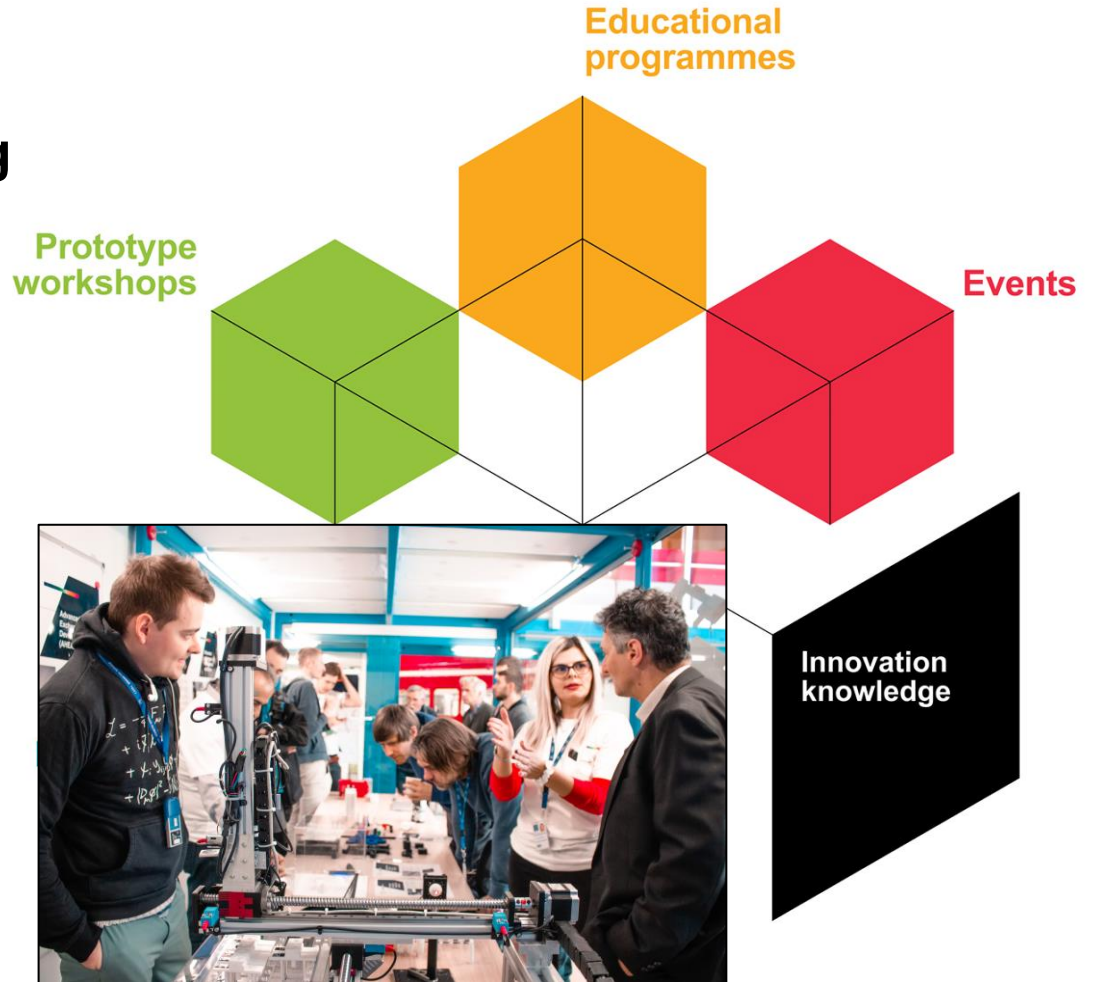 Educational
programmes
g
Prototype
workshops
Events
Innovation
knowledge